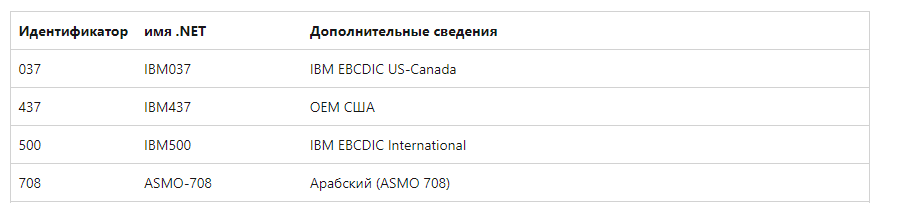 Идентификатор имя .NET Дополнительные сведения
037 IBM037 IBM EBCDIC US-Canada
437 IBM437 OEM США
500 IBM500 IBM EBCDIC International
708 ASMO-708 Арабский (ASMO 708)